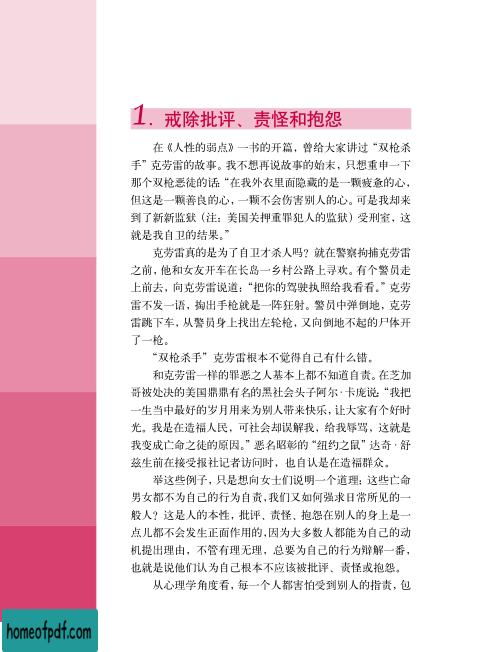 1. 戒除批评、责怪和抱怨
在《人性的弱点》一书的开篇，曾给大家讲过“双枪杀
手”克劳雷的故事。我不想再说故事的始末，只想重申一下
那个双枪恶徒的话：“在我外衣里面隐藏的是一颗疲惫的心，
但这是一颗善良的心，一颗不会伤害别人的心。可是我却来
到了新新监狱（注：美国关押重罪犯人的监狱）受刑室，这
就是我自卫的结果。”
克劳雷真的是为了自卫才杀人吗？就在警察拘捕克劳雷
之前，他和女友开车在长岛一乡村公路上寻欢。有个警员走
上前去，向克劳雷说道：“把你的驾驶执照给我看看。”克劳
雷不发一语，掏出手枪就是一阵狂射。警员中弹倒地，克劳
雷跳下车，从警员身上找出左轮枪，又向倒地不起的尸体开
了一枪。
“双枪杀手”克劳雷根本不觉得自己有什么错。
和克劳雷一样的罪恶之人基本上都不知道自责。在芝加
哥被处决的美国鼎鼎有名的黑社会头子阿尔·卡庞说：“我把
一生当中最好的岁月用来为别人带来快乐，让大家有个好时
光。我是在造福人民，可社会却误解我，给我辱骂，这就是
我变成亡命之徒的原因。”恶名昭彰的“纽约之鼠”达奇·舒
兹生前在接受报社记者访问时，也自认是在造福群众。
举这些例子，只是想向女士们说明一个道理：这些亡命
男女都不为自己的行为自责，我们又如何强求日常所见的一
般人？这是人的本性，批评、责怪、抱怨在别人的身上是一
点儿都不会发生正面作用的，因为大多数人都能为自己的动
机提出理由，不管有理无理，总要为自己的行为辩解一番，
也就是说他们认为自己根本不应该被批评、责怪或抱怨。
从心理学角度看，每一个人都害怕受到别人的指责，包
homeofpdf.com